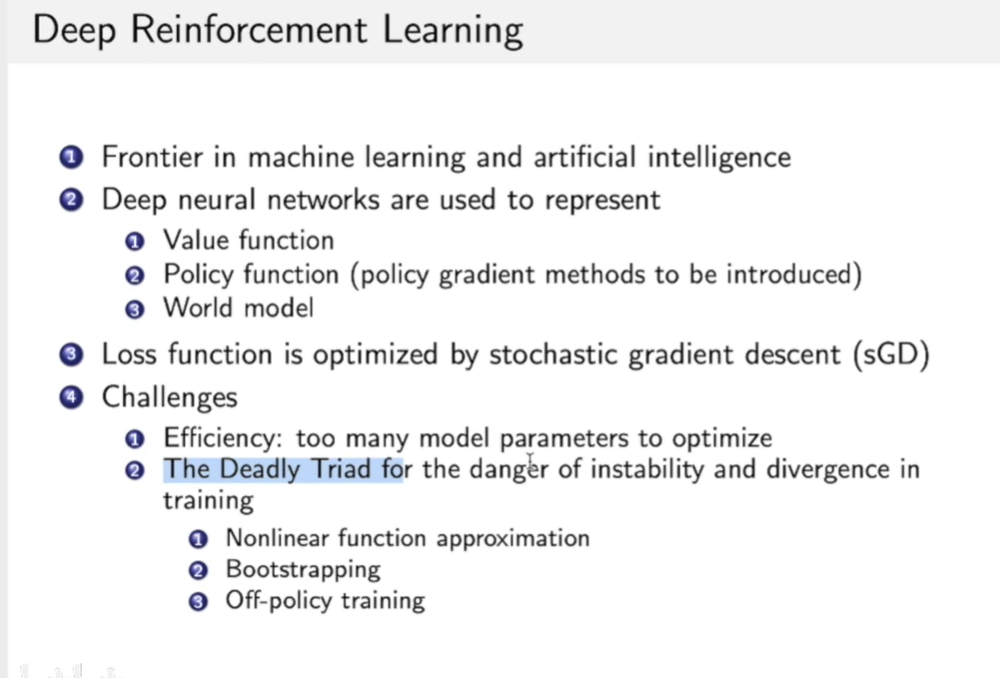 Deep Reinforcement Learning
1 Frontier in machine learning and artificial intelligence
2 Deep neural networks are used to represent
1 Value function
2 Policy function (policy gradient methods to be introduced)
3 World model
3 Loss function is optimized by stochastic gradient descent (sGD)
4 Challenges
1 Efficiency: too many model parameters to optimize
2 The Deadly Triad for the danger of instability and divergence in
training
1 Nonlinear function approximation
2 Bootstrapping
3 Off-policy training